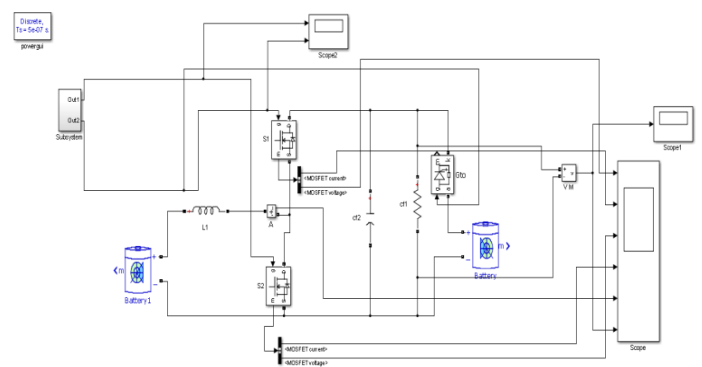 Discrete,
Ts = 5e-07 s.
powergui
Scope2
Out1
Out2
Subsystem
Scope1
S1
<MOSFET current>
<MOSFET voltage>
m
a
k
g
Gto
+
-
v
VM
L1
A
cf2
cf1
+
-
m
Battery
<m
+
-
Battery1
S2
<MOSFET current>
<MOSFET voltage>
Scope